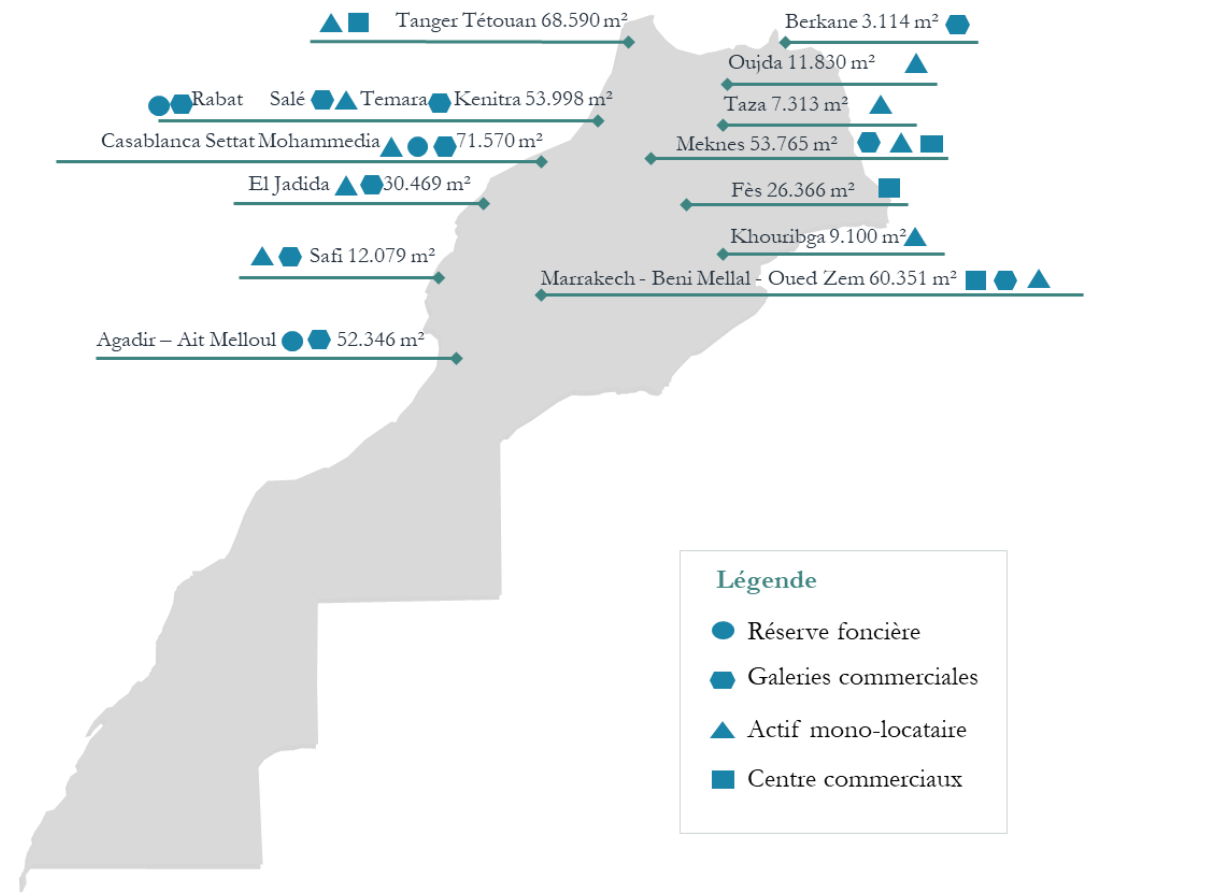 Tanger Tétouan 68.590 m²
Rabat Salé Temara Kenitra 53.998 m²
Casablanca Settat Mohammedia 71.570 m²
El Jadida 30.469 m²
Safi 12.079 m²
Agadir – Ait Melloul 52.346 m²
Berkane 3.114 m²
Oujda 11.830 m²
Taza 7.313 m²
Meknes 53.765 m²
Fès 26.366 m²
Khouribga 9.100 m²
Marrakech - Beni Mellal - Oued Zem 60.351 m²
Légende
Réserve foncière
Galeries commerciales
Actif mono-locataire
Centre commerciaux